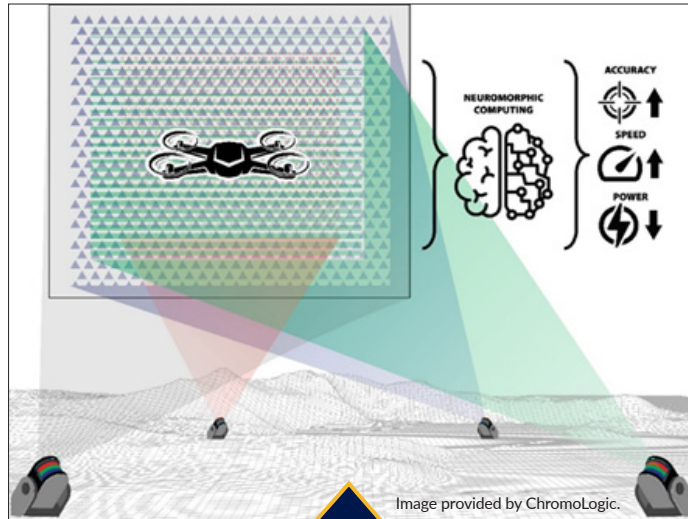 NEUROMORPHIC
COMPUTING
ACCURACY
SPEED
POWER
Image provided by ChromoLogic.